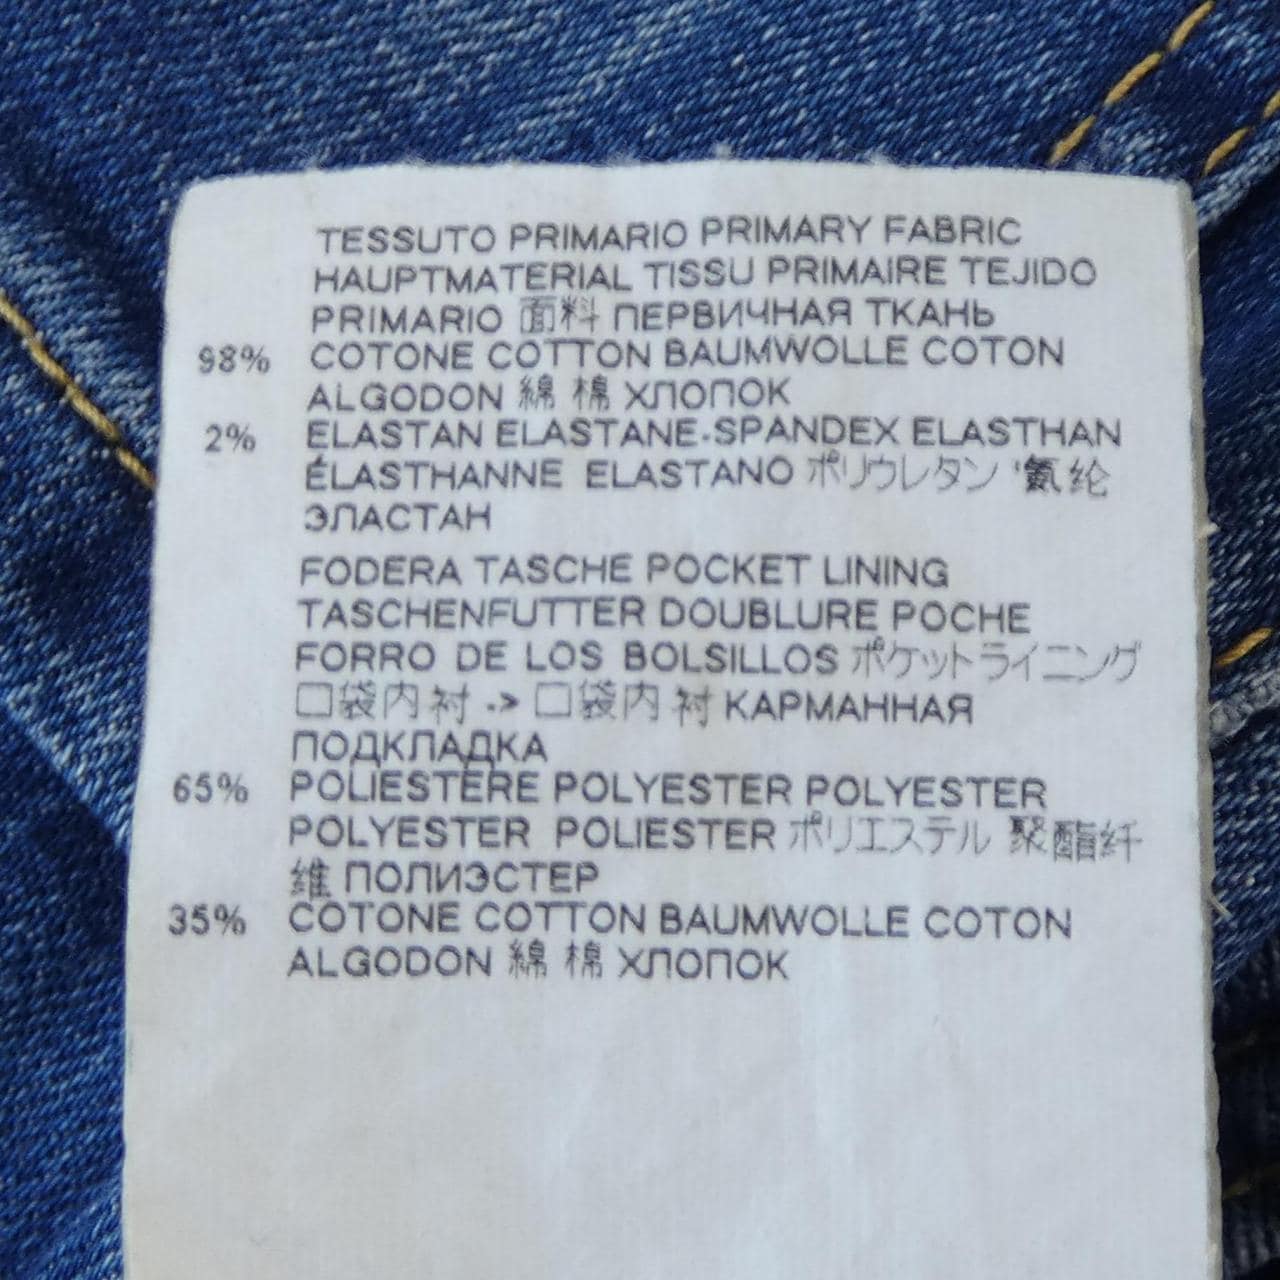 TESSUTO PRIMARIO PRIMARY FABRIC
HAUPTMATERIAL TISSU PRIMAIRE TEJIDO
PRIMARIO 面料 ПЕРВИЧНАЯ ТКАНЬ
98% COTONE COTTON BAUMWOLLE COTON
ALGODON 綿 棉 ХЛОПОК
2% ELASTAN ELASTANE-SPANDEX ELASTHAN
ÉLASTHANNE ELASTANO ポリウレタン '氨纶
ЭЛАСТАН
FODERA TASCHE POCKET LINING
TASCHENFUTTER DOUBLURE POCHE
FORRO DE LOS BOLSILLOS ポケットライニング
口袋内衬 -> 口袋内衬 КАРМАННАЯ
ПОДКЛАДКА
65% POLIESTERE POLYESTER POLYESTER
POLYESTER POLIESTER ポリエステル 聚酯纤
维 ПОЛИЭСТЕР
35% COTONE COTTON BAUMWOLLE COTON
ALGODON 綿 棉 ХЛОПОК